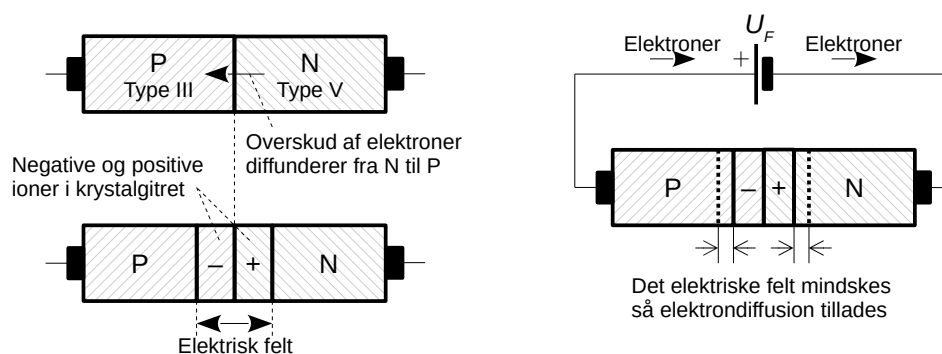 P
Type III
N
Type V
Overskud af elektroner
diffunderer fra N til P
Negative og positive
ioner i krystalgitret
P
–
+
N
Elektrisk felt
U_F
Elektroner
+
Elektroner
P
–
+
N
Det elektriske felt mindskes
så elektrondiffusion tillades